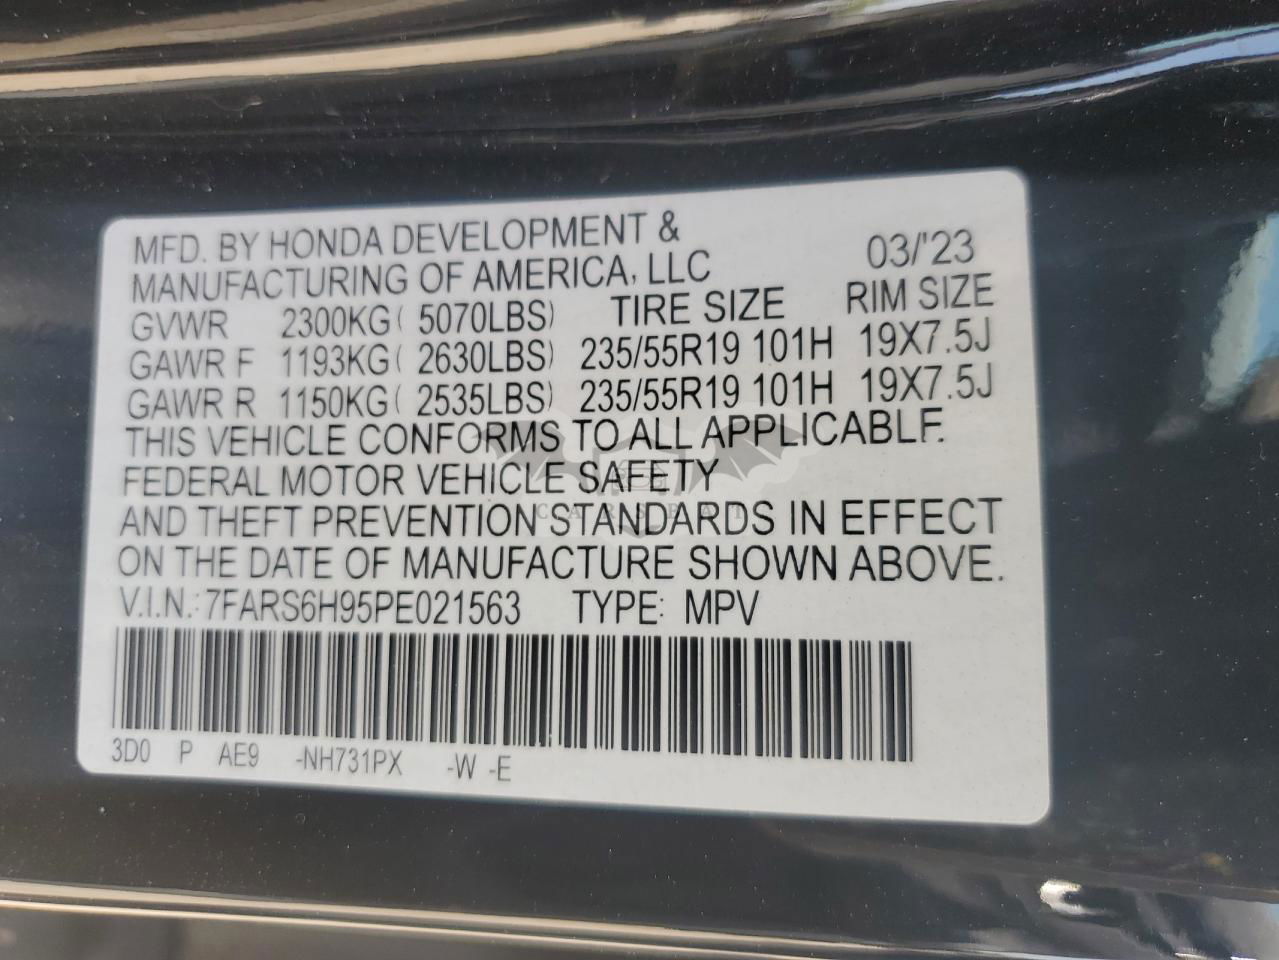 MFD. BY HONDA DEVELOPMENT &
MANUFACTURING OF AMERICA, LLC 03/'23
GVWR 2300KG( 5070LBS) TIRE SIZE RIM SIZE
GAWR F 1193KG( 2630LBS) 235/55R19 101H 19X7.5J
GAWR R 1150KG( 2535LBS) 235/55R19 101H 19X7.5J
THIS VEHICLE CONFORMS TO ALL APPLICABLE
FEDERAL MOTOR VEHICLE SAFETY
AND THEFT PREVENTION STANDARDS IN EFFECT
ON THE DATE OF MANUFACTURE SHOWN ABOVE.
V.I.N.: 7FARS6H95PE021563 TYPE: MPV
3D0 P AE9 -NH731PX -W -E